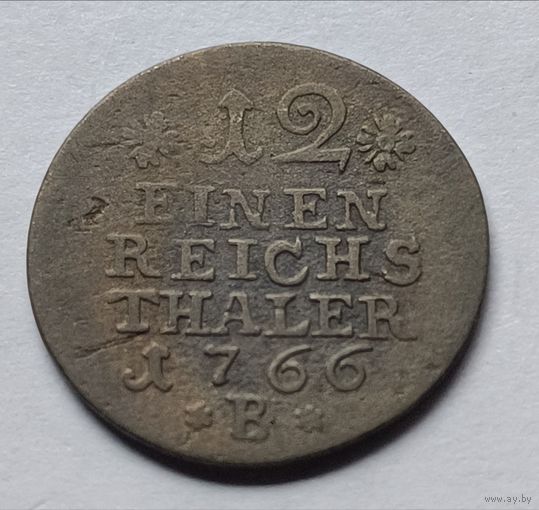 12
EINEN
REICHS
THALER
1766
B
www.ay.by